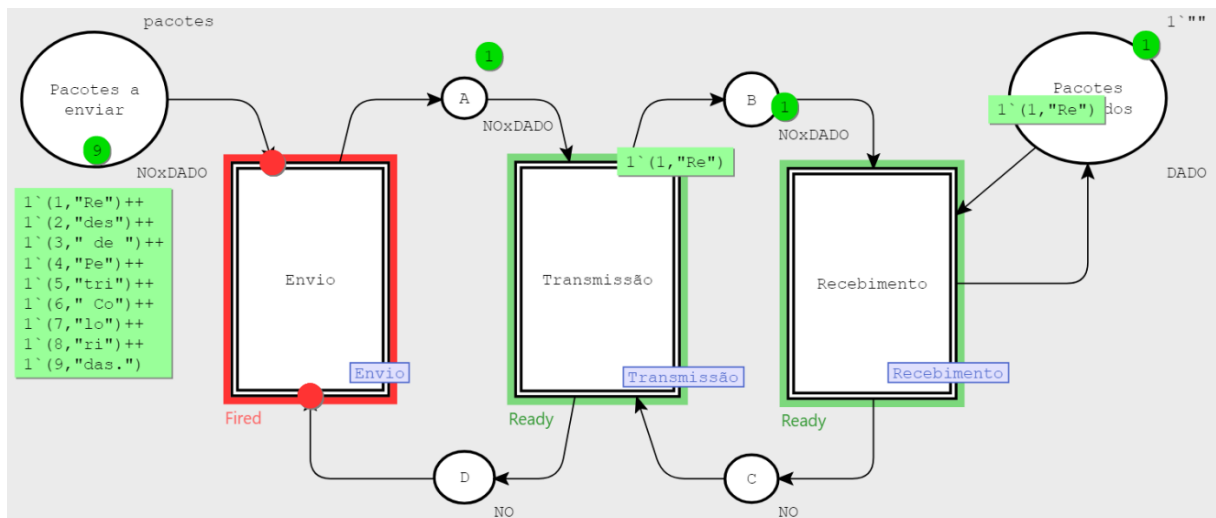 pacotes
1`""
1
1
Pacotes a
enviar
A
B
1
Pacotes
dos
1`(1,"Re")
9
NOxDADO
NOxDADO
NOxDADO
DADO
1`(1,"Re")
1`(1,"Re")++
1`(2,"des")++
1`(3," de ")++
1`(4,"Pe")++
1`(5,"tri")++
1`(6," Co")++
1`(7,"lo")++
1`(8,"ri")++
1`(9,"das.")
Envio
Transmissão
Recebimento
Envio
Transmissão
Recebimento
Fired
Ready
Ready
D
C
NO
NO